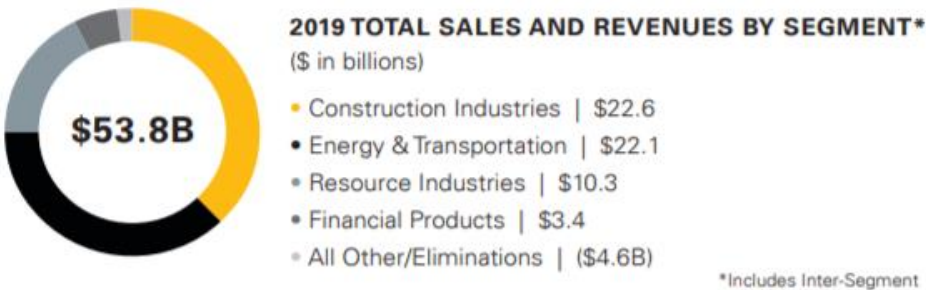 $53.8B
2019 TOTAL SALES AND REVENUES BY SEGMENT*
($ in billions)
• Construction Industries | $22.6
• Energy & Transportation | $22.1
• Resource Industries | $10.3
• Financial Products | $3.4
• All Other/Eliminations | ($4.6B)
*Includes Inter-Segment